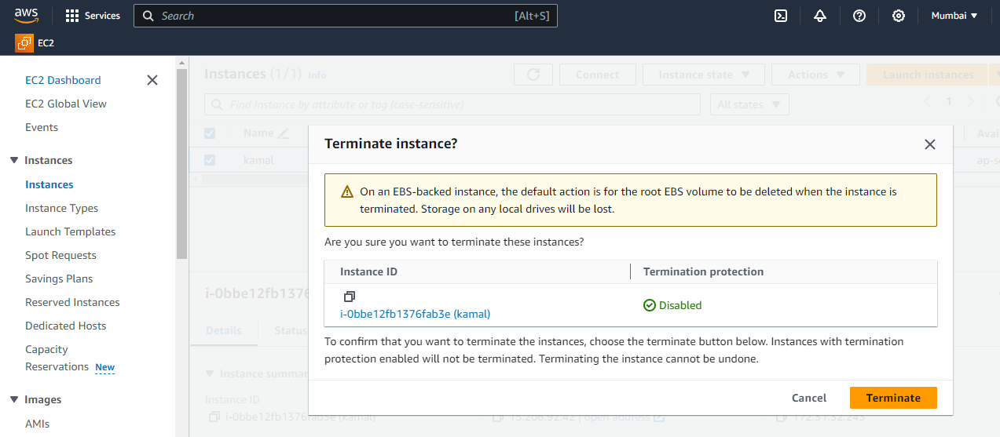 aws
Services
Search
[Alt+S]
Mumbai
EC2
EC2 Dashboard
EC2 Global View
Events
Instances
Instances
Instance Types
Launch Templates
Spot Requests
Savings Plans
Reserved Instances
Dedicated Hosts
Capacity
Reservations New
Images
AMIs
Instances (1/1) Info
Connect
Instance state
Actions
Launch instances
Find Instance by attribute or tag (case-sensitive)
All states
1
Name
kamal
Terminate instance?
On an EBS-backed instance, the default action is for the root EBS volume to be deleted when the instance is
terminated. Storage on any local drives will be lost.
Are you sure you want to terminate these instances?
Instance ID
Termination protection
i-0bbe12fb1376fab3e (kamal)
Disabled
To confirm that you want to terminate the instances, choose the terminate button below. Instances with termination
protection enabled will not be terminated. Terminating the instance cannot be undone.
Cancel
Terminate
i-0bbe12fb1376
Details
Status
Instance summar
Instance ID
i-0bbe12fb1376fab3e (kamal)
15.206.92.42 | open address
172.31.32.243